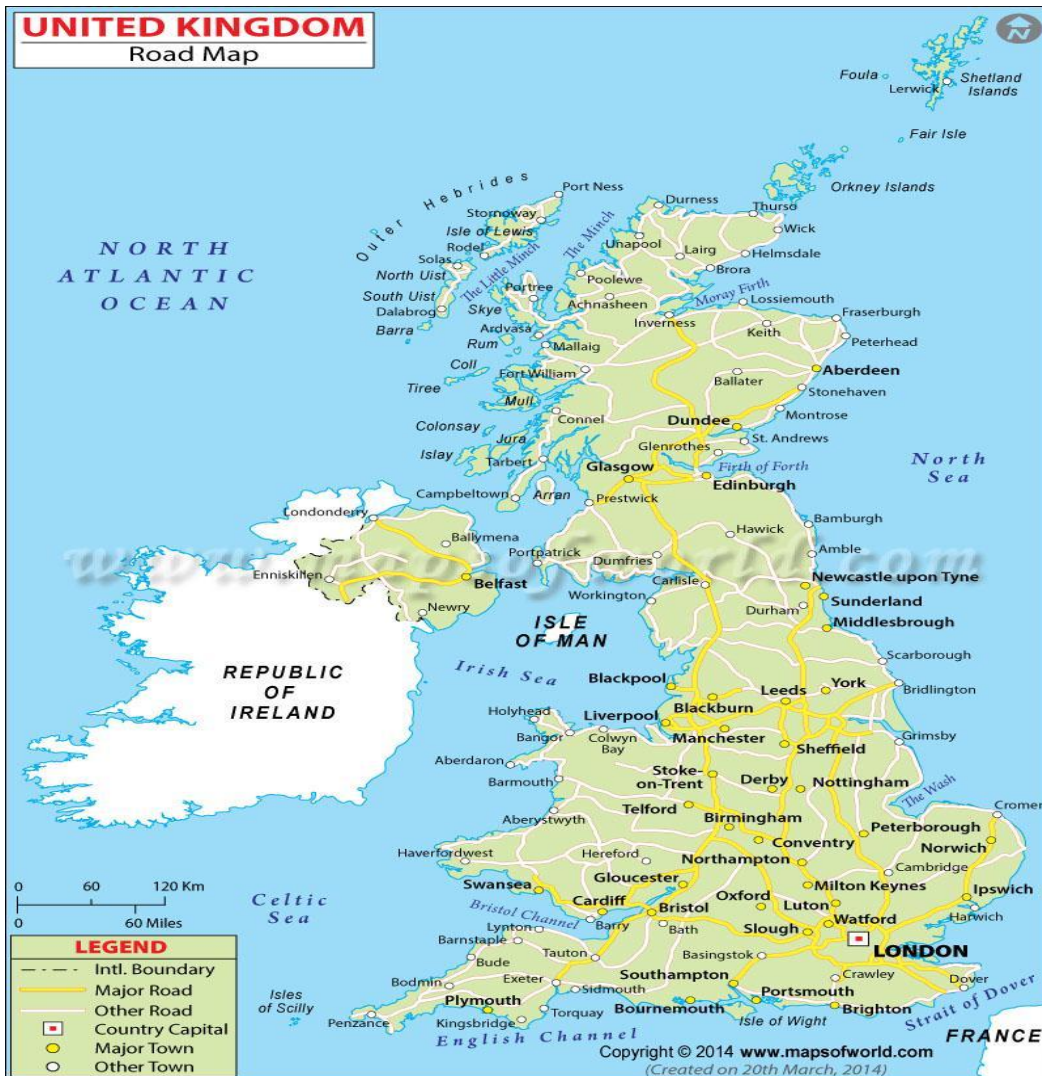 UNITED KINGDOM
Road Map
N
Foula
Shetland
Islands
Lerwick
Fair Isle
Orkney Islands
Outer Hebrides
Port Ness
Durness
Thurso
Stornoway
Isle of Lewis
The Minch
Wick
Unapool
Lairg
Helmsdale
NORTH
ATLANTIC
OCEAN
Rodel
Solas
North Uist
The Little Minch
Poolewe
Brora
South Uist
Portree
Achnasheen
Moray Firth
Lossiemouth
Dalabrog
Skye
Inverness
Fraserburgh
Barra
Ardvasa
Keith
Peterhead
Rum
Mallaig
Coll
Fort William
Ballater
Aberdeen
Tiree
Stonehaven
Mull
Connel
Dundee
Montrose
Colonsay
Jura
Glenrothes
St. Andrews
Islay
Tarbert
Glasgow
Firth of Forth
North
Sea
Edinburgh
Campbeltown
Arran
Prestwick
Londonderry
Hawick
Bamburgh
Ballymena
Portpatrick
Dumfries
Amble
www.mapsofworld.com
Enniskillen
Belfast
Carlisle
Newcastle upon Tyne
Workington
Newry
Durham
Sunderland
ISLE
OF MAN
Middlesbrough
REPUBLIC
OF
IRELAND
Irish Sea
Scarborough
Blackpool
Leeds
York
Bridlington
Blackburn
Holyhead
Liverpool
Bangor
Colwyn
Bay
Manchester
Grimsby
Sheffield
Aberdaron
Stoke-
on-Trent
Derby
Nottingham
Barmouth
The Wash
Telford
Cromer
Aberystwyth
Birmingham
Peterborough
Coventry
Norwich
Haverfordwest
Hereford
Northampton
Cambridge
Swansea
Gloucester
Milton Keynes
Ipswich
Celtic
Sea
Cardiff
Oxford
Luton
Bristol Channel
Bristol
Watford
Harwich
Barry
Bath
Slough
Lynton
LONDON
Barnstaple
Tauton
Basingstok
Bude
Southampton
Crawley
Dover
Bodmin
Exeter
Sidmouth
Isles
of Scilly
Plymouth
Bournemouth
Portsmouth
Brighton
Torquay
Isle of Wight
Strait of Dover
Penzance
Kingsbridge
English Channel
FRANCE
0 60 120 Km
0 60 Miles
LEGEND
Intl. Boundary
Major Road
Other Road
Country Capital
Major Town
Other Town
Copyright © 2014 www.mapsofworld.com
(Created on 20th March, 2014)